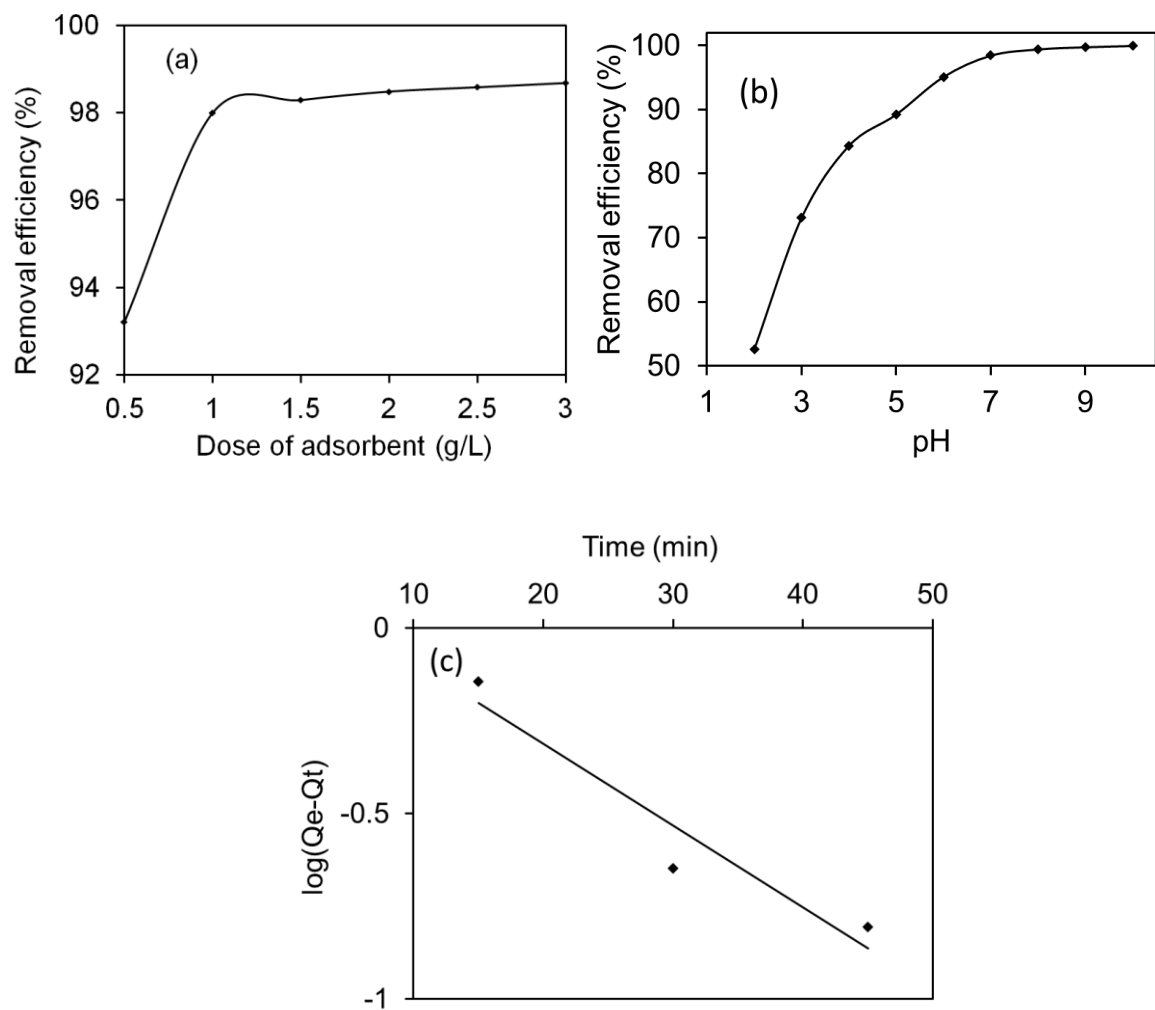 (a)
Removal efficiency (%)
100
98
96
94
92
0.5 1 1.5 2 2.5 3
Dose of adsorbent (g/L)
(b)
Removal efficiency (%)
100
90
80
70
60
50
1 3 5 7 9
pH
Time (min)
10 20 30 40 50
(c)
log(Qe-Qt)
0
-0.5
-1